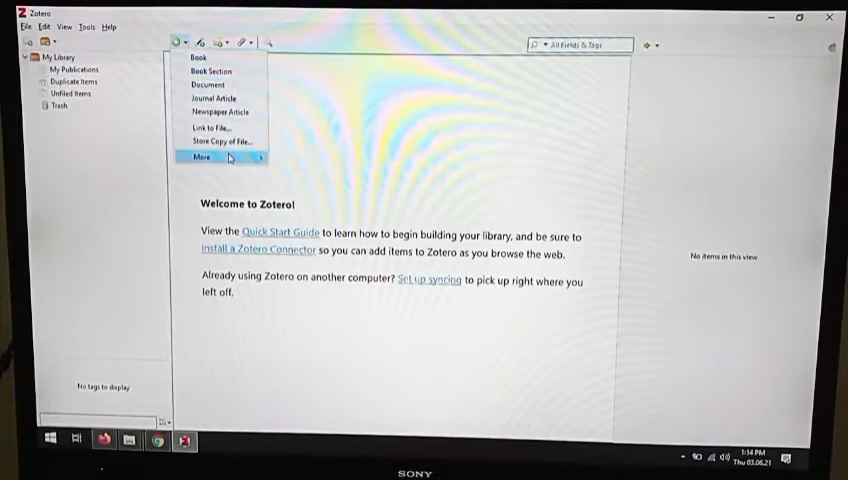 Zotero
File Edit View Tools Help
All Fields & Tags
My Library
My Publications
Duplicate Items
Unfiled Items
Trash
Book
Book Section
Document
Journal Article
Newspaper Article
Link to File...
Store Copy of File...
More
Welcome to Zotero!
View the Quick Start Guide to learn how to begin building your library, and be sure to
install a Zotero Connector so you can add items to Zotero as you browse the web.
Already using Zotero on another computer? Set up syncing to pick up right where you
left off.
No items in this view
No tags to display
1:14 PM
Thu 03.06.21
SONY